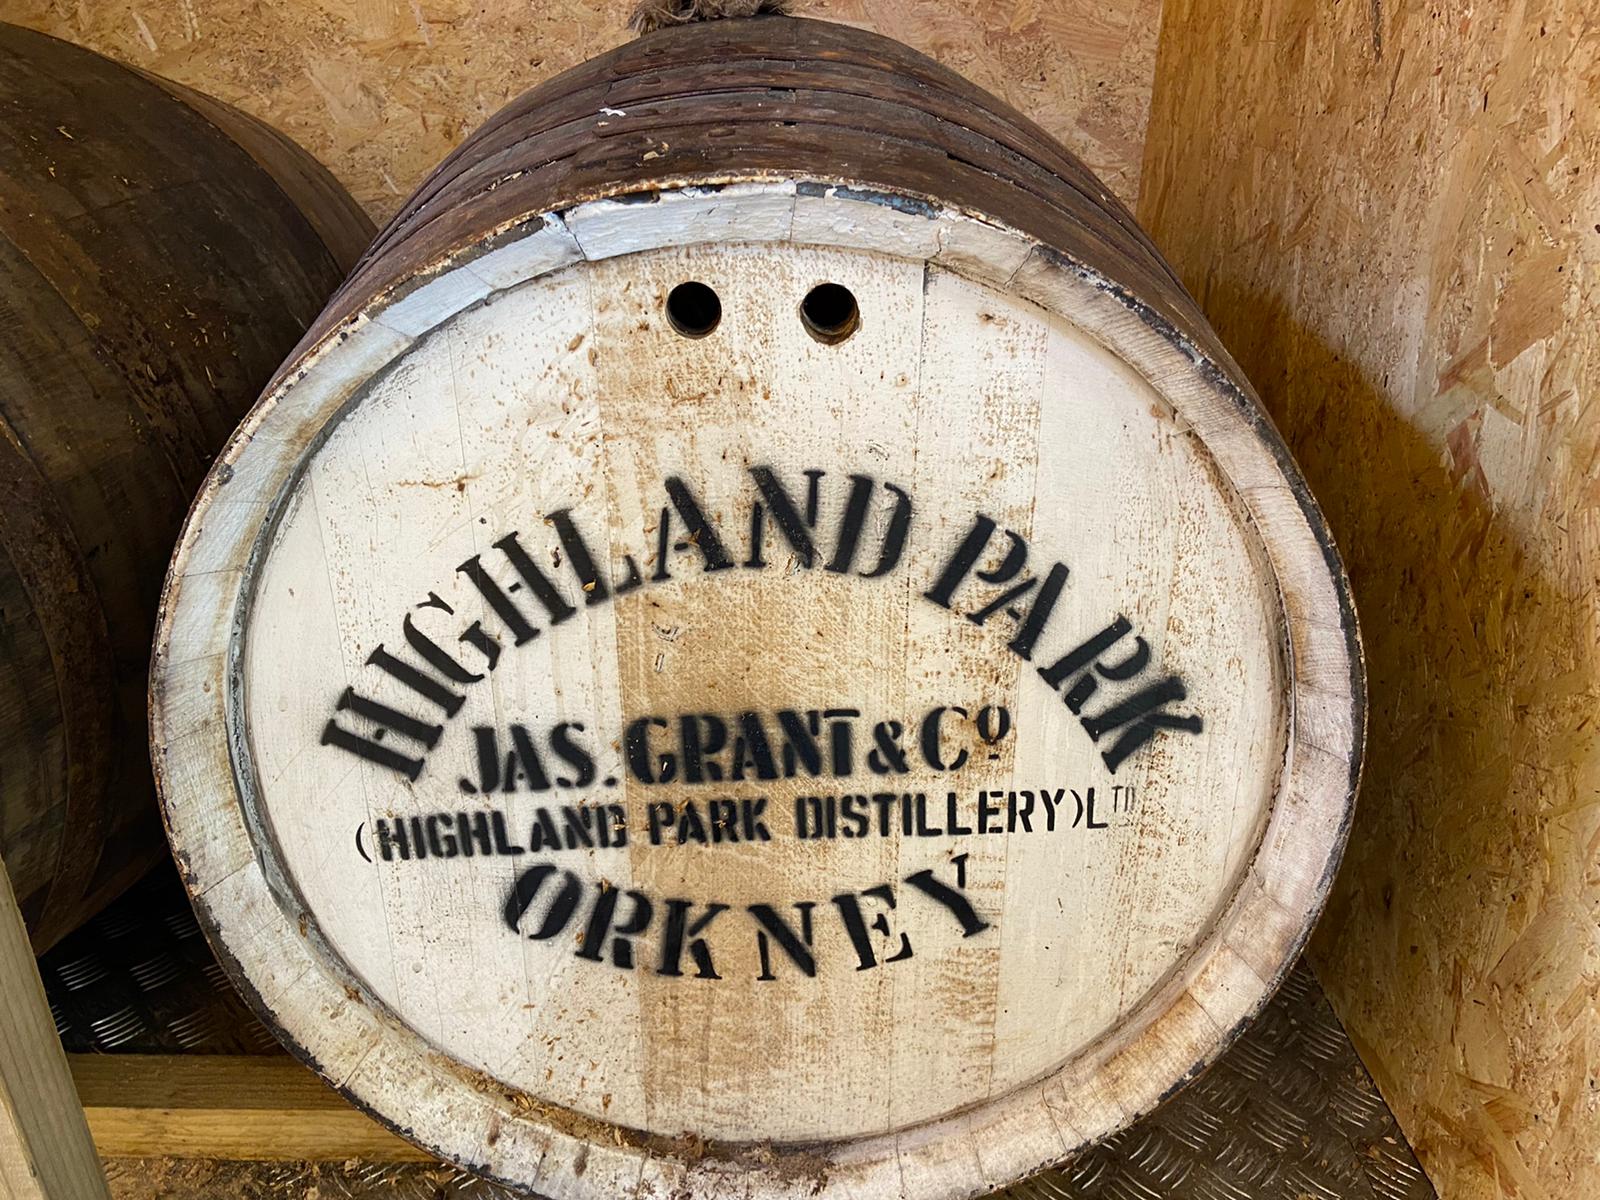 HIGHLAND PARK
JAS. GRANT & Cº
(HIGHLAND PARK DISTILLERY) LTD
ORKNEY